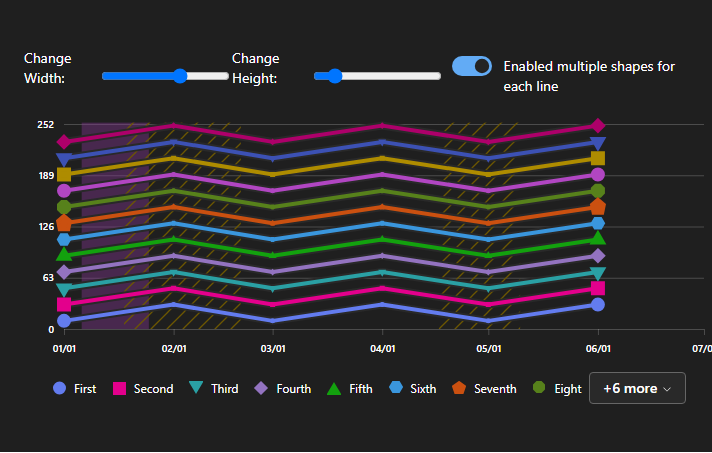 Change Width:
Change Height:
Enabled multiple shapes for each line
252
189
126
63
0
01/01 02/01 03/01 04/01 05/01 06/01 07/0
First Second Third Fourth Fifth Sixth Seventh Eight +6 more